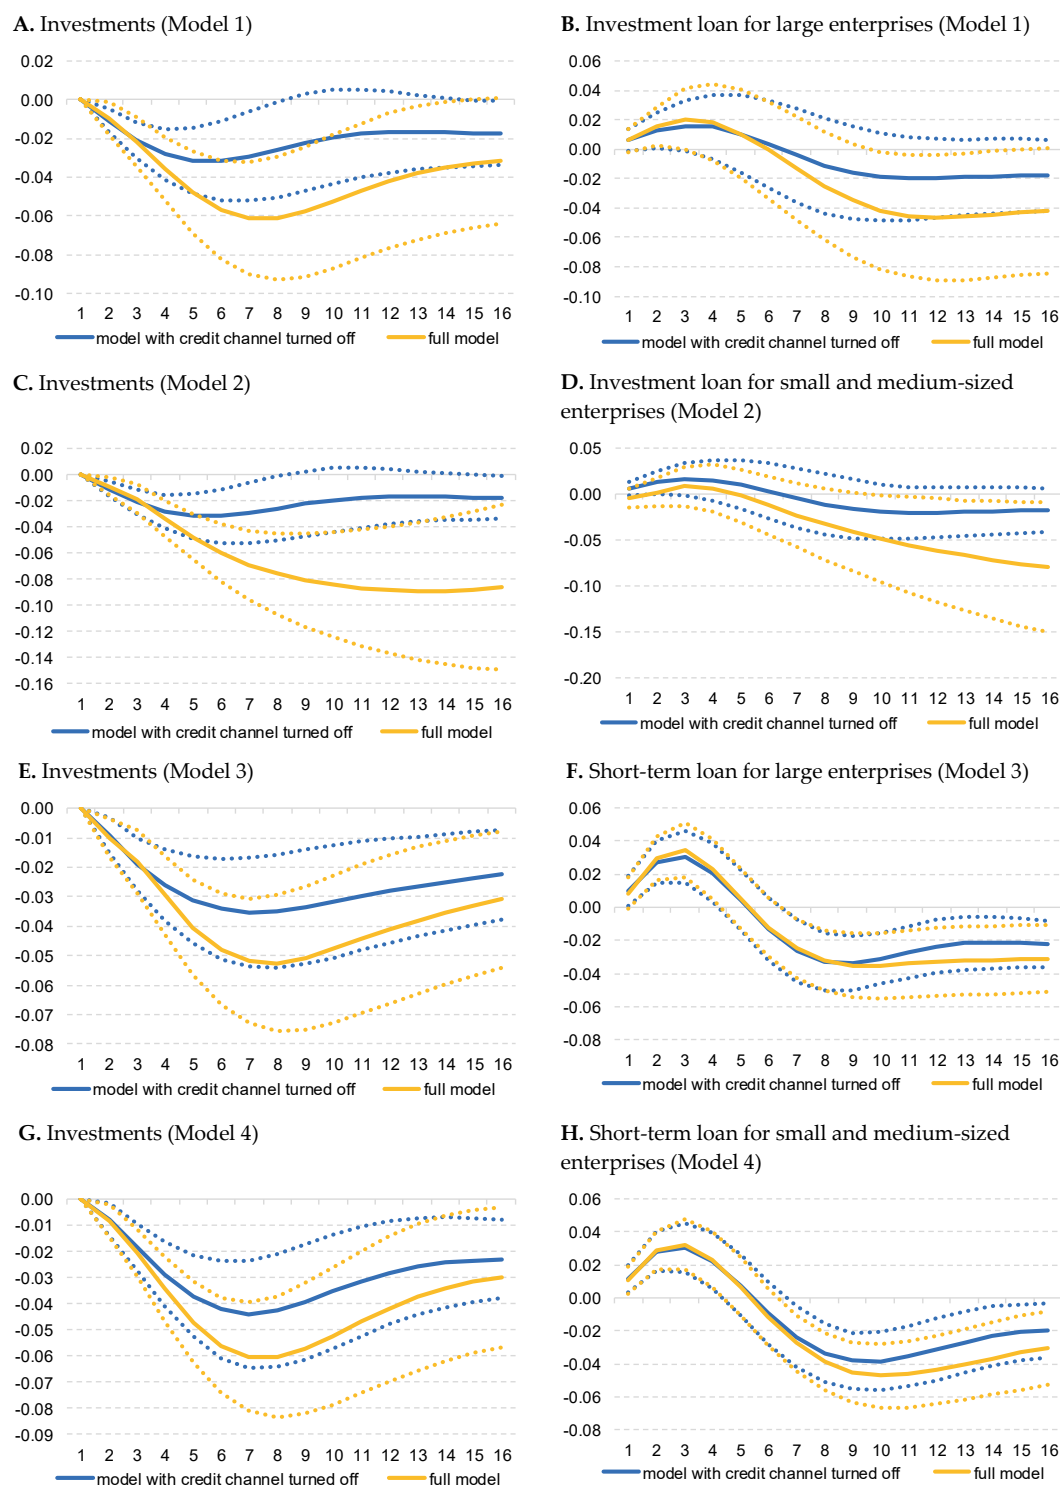 A. Investments (Model 1)
B. Investment loan for large enterprises (Model 1)
0.02
0.00
-0.02
-0.04
-0.06
-0.08
-0.10
1 2 3 4 5 6 7 8 9 10 11 12 13 14 15 16
model with credit channel turned off full model
0.06
0.04
0.02
0.00
-0.02
-0.04
-0.06
-0.08
-0.10
1 2 3 4 5 6 7 8 9 10 11 12 13 14 15 16
model with credit channel turned off full model
C. Investments (Model 2)
D. Investment loan for small and medium-sized
enterprises (Model 2)
0.02
0.00
-0.02
-0.04
-0.06
-0.08
-0.10
-0.12
-0.14
-0.16
1 2 3 4 5 6 7 8 9 10 11 12 13 14 15 16
model with credit channel turned off full model
0.05
0.00
-0.05
-0.10
-0.15
-0.20
1 2 3 4 5 6 7 8 9 10 11 12 13 14 15 16
model with credit channel turned off full model
E. Investments (Model 3)
F. Short-term loan for large enterprises (Model 3)
0.00
-0.01
-0.02
-0.03
-0.04
-0.05
-0.06
-0.07
-0.08
1 2 3 4 5 6 7 8 9 10 11 12 13 14 15 16
model with credit channel turned off full model
0.06
0.04
0.02
0.00
-0.02
-0.04
-0.06
-0.08
1 2 3 4 5 6 7 8 9 10 11 12 13 14 15 16
model with credit channel turned off full model
G. Investments (Model 4)
H. Short-term loan for small and medium-sized
enterprises (Model 4)
0.00
-0.01
-0.02
-0.03
-0.04
-0.05
-0.06
-0.07
-0.08
-0.09
1 2 3 4 5 6 7 8 9 10 11 12 13 14 15 16
model with credit channel turned off full model
0.06
0.04
0.02
0.00
-0.02
-0.04
-0.06
-0.08
1 2 3 4 5 6 7 8 9 10 11 12 13 14 15 16
model with credit channel turned off full model